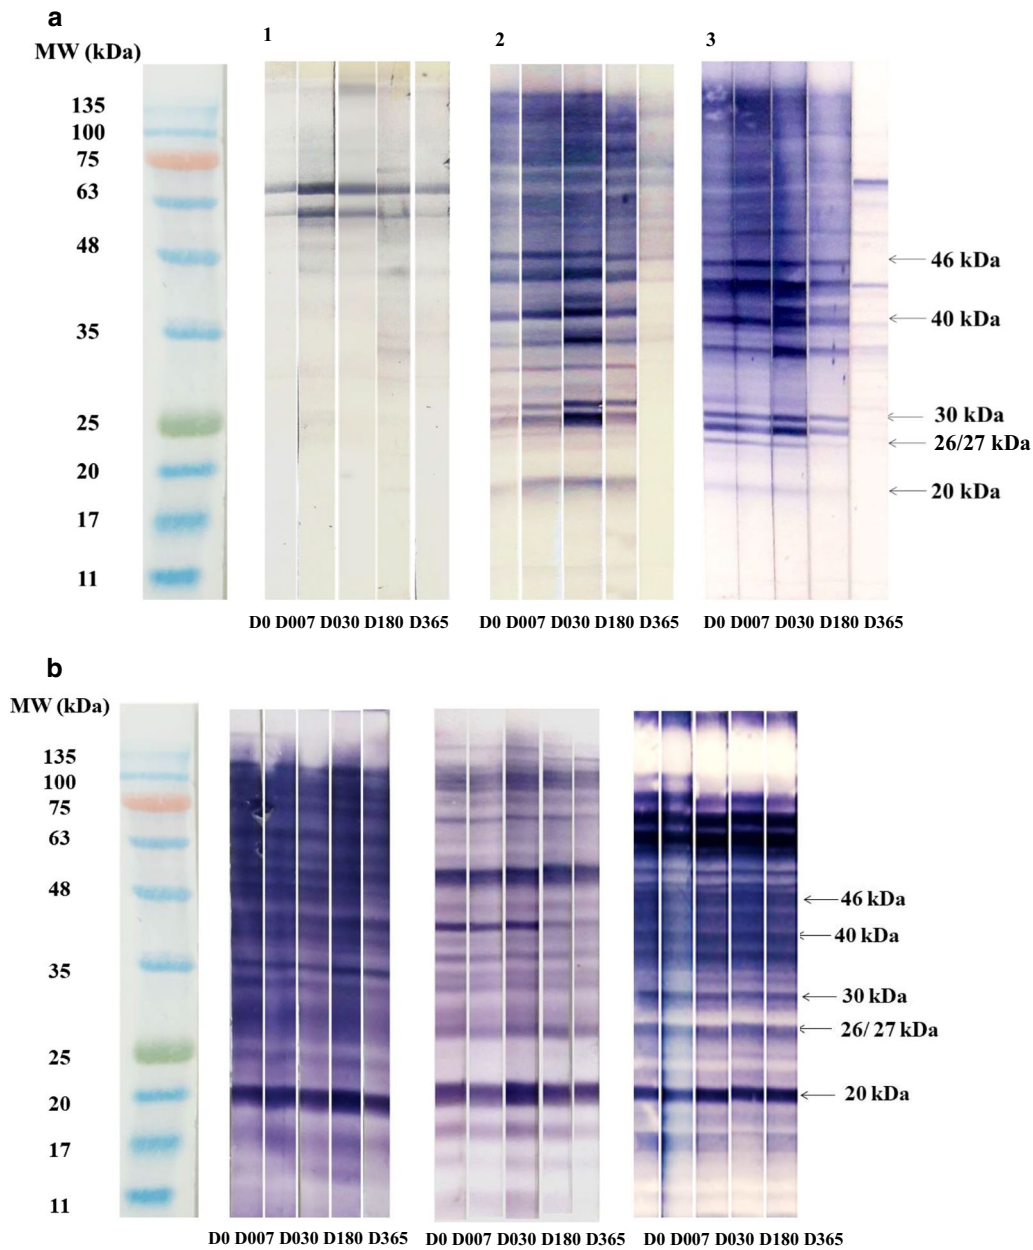 a
MW (kDa)
135
100
75
63
48
35
25
20
17
11
1
2
3
46 kDa
40 kDa
30 kDa
26/27 kDa
20 kDa
D0 D007 D030 D180 D365
D0 D007 D030 D180 D365
D0 D007 D030 D180 D365
b
MW (kDa)
135
100
75
63
48
35
25
20
17
11
46 kDa
40 kDa
30 kDa
26/ 27 kDa
20 kDa
D0 D007 D030 D180 D365
D0 D007 D030 D180 D365
D0 D007 D030 D180 D365